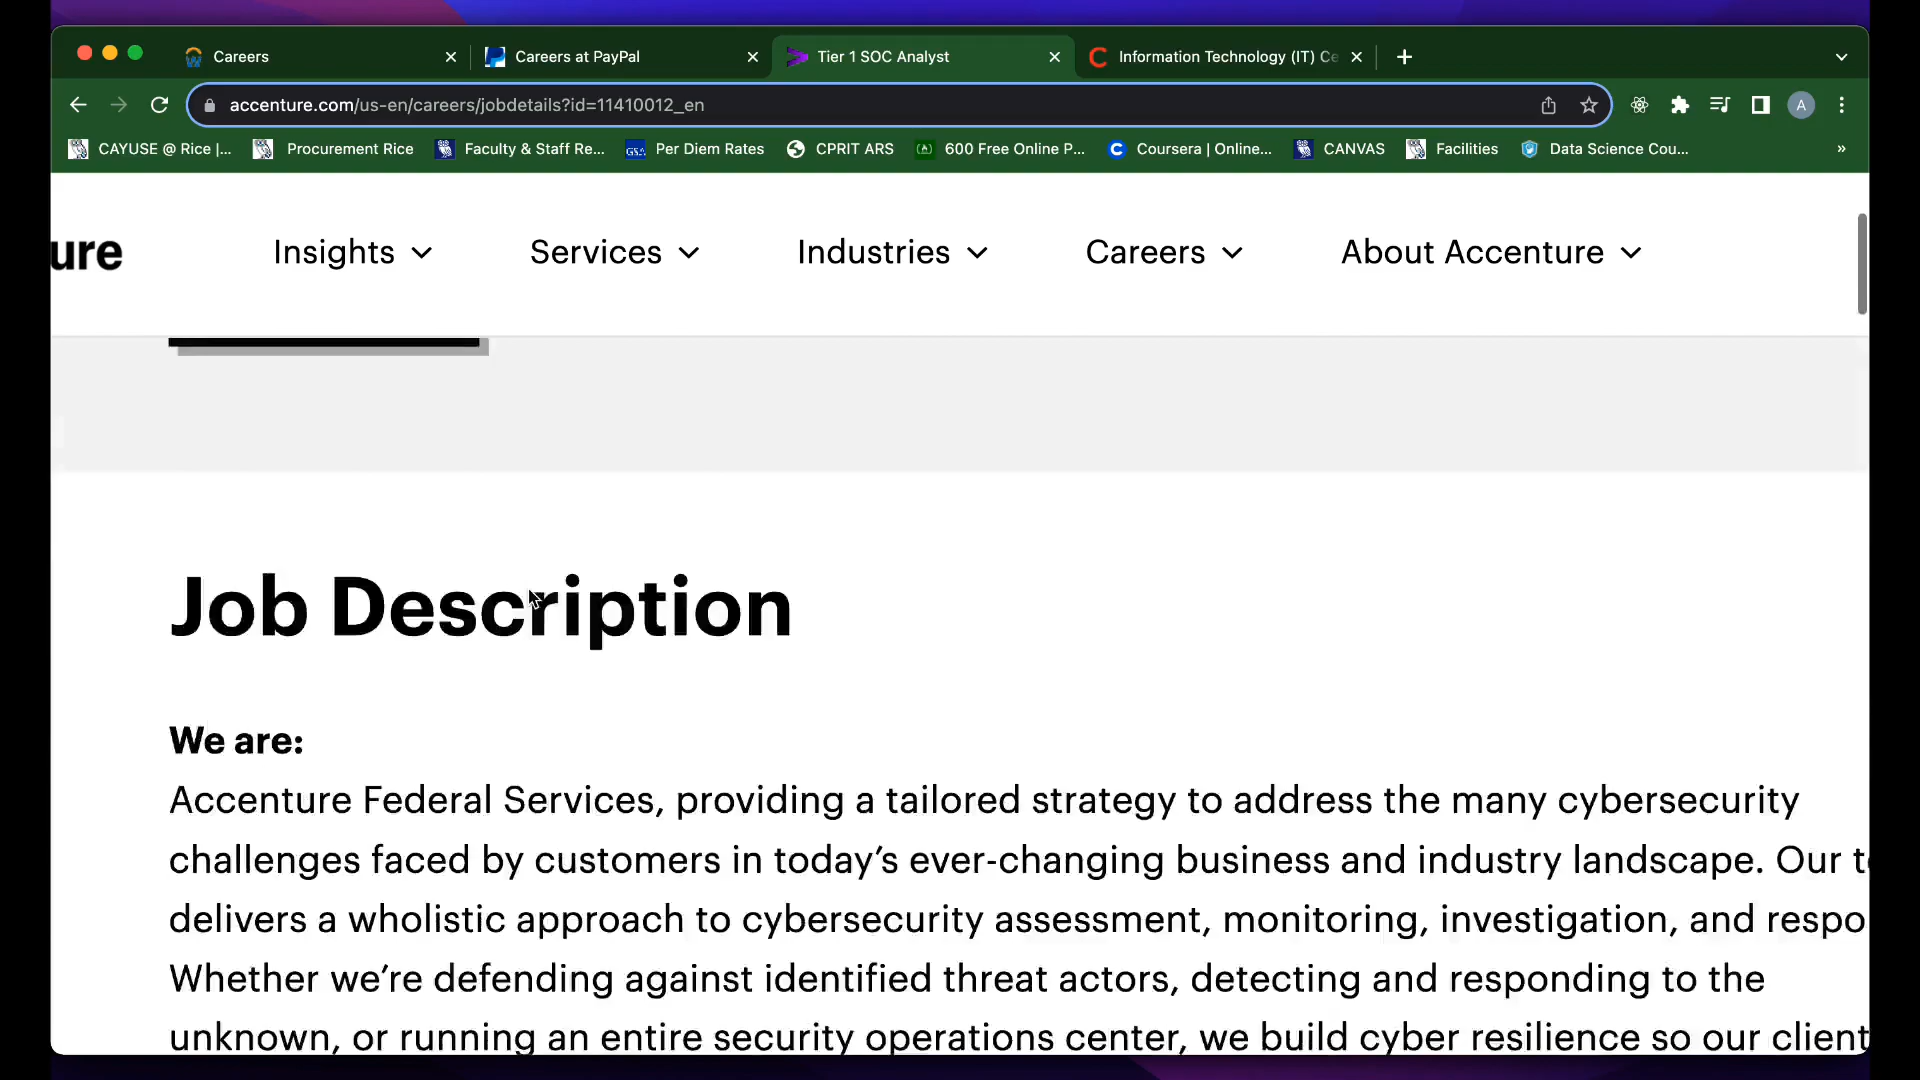 Careers
Careers at PayPal
Tier 1 SOC Analyst
Information Technology (IT) Ce
accenture.com/us-en/careers/jobdetails?id=11410012_en
A
CAYUSE @ Rice |...
Procurement Rice
Faculty & Staff Re...
GSA
Per Diem Rates
CPRIT ARS
600 Free Online P...
Coursera | Online...
CANVAS
Facilities
Data Science Cou...
»
ure
Insights
Services
Industries
Careers
About Accenture
Job Description
We are:
Accenture Federal Services, providing a tailored strategy to address the many cybersecurity
challenges faced by customers in today’s ever-changing business and industry landscape. Our t
delivers a wholistic approach to cybersecurity assessment, monitoring, investigation, and respo
Whether we’re defending against identified threat actors, detecting and responding to the
unknown, or running an entire security operations center, we build cyber resilience so our client